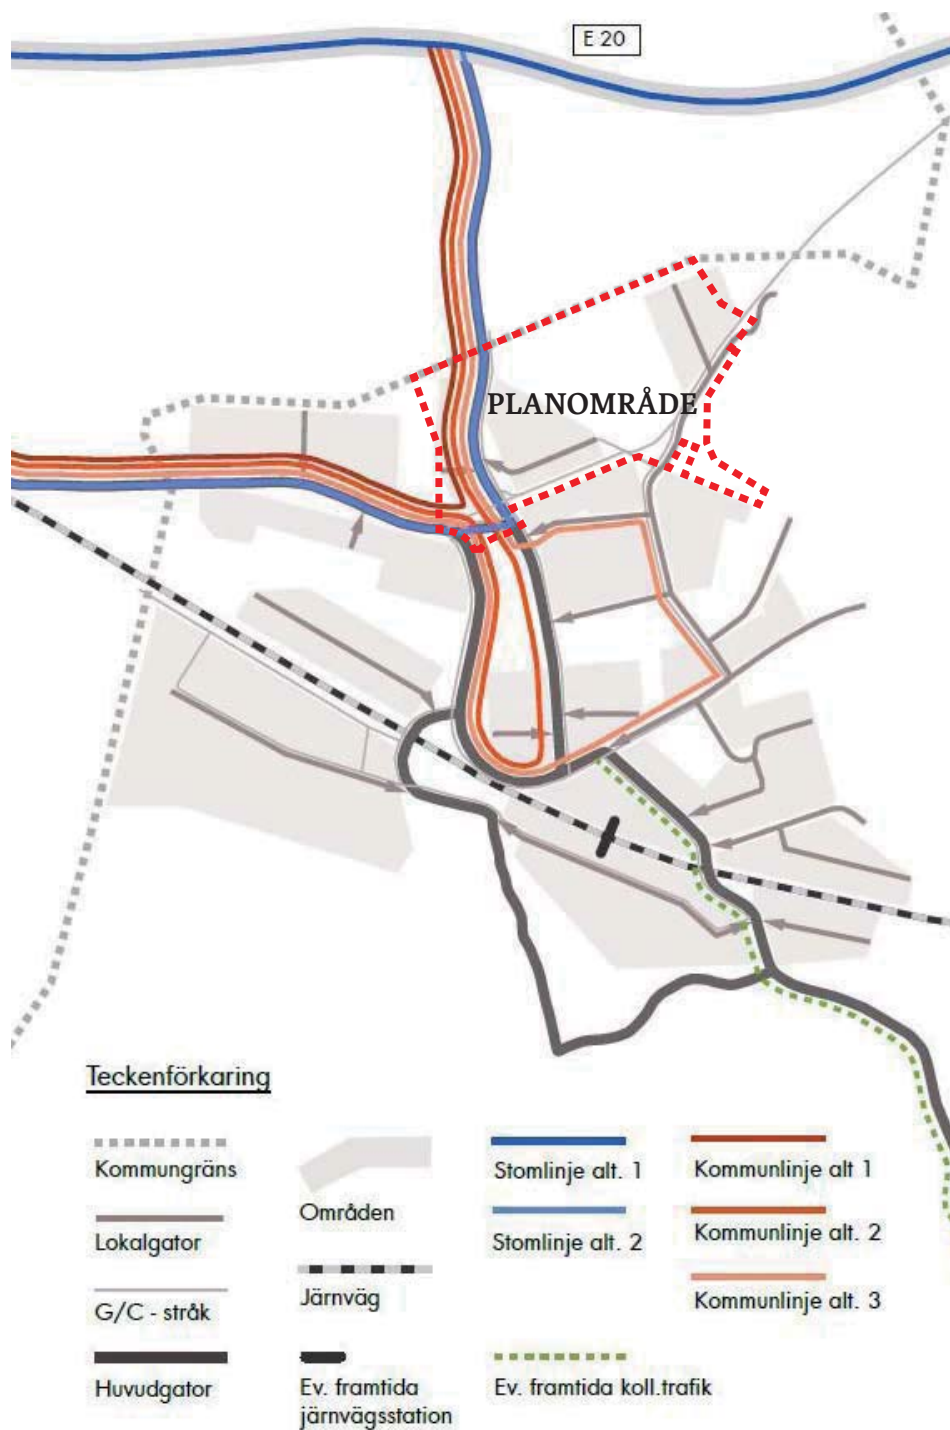 E 20
PLANOMRÅDE
Teckenförkaring
Kommungräns
Lokalgator
G/C - stråk
Huvudgator
Områden
Järnväg
Ev. framtida
järnvägsstation
Stomlinje alt. 1
Stomlinje alt. 2
Ev. framtida koll.trafik
Kommunlinje alt 1
Kommunlinje alt. 2
Kommunlinje alt. 3